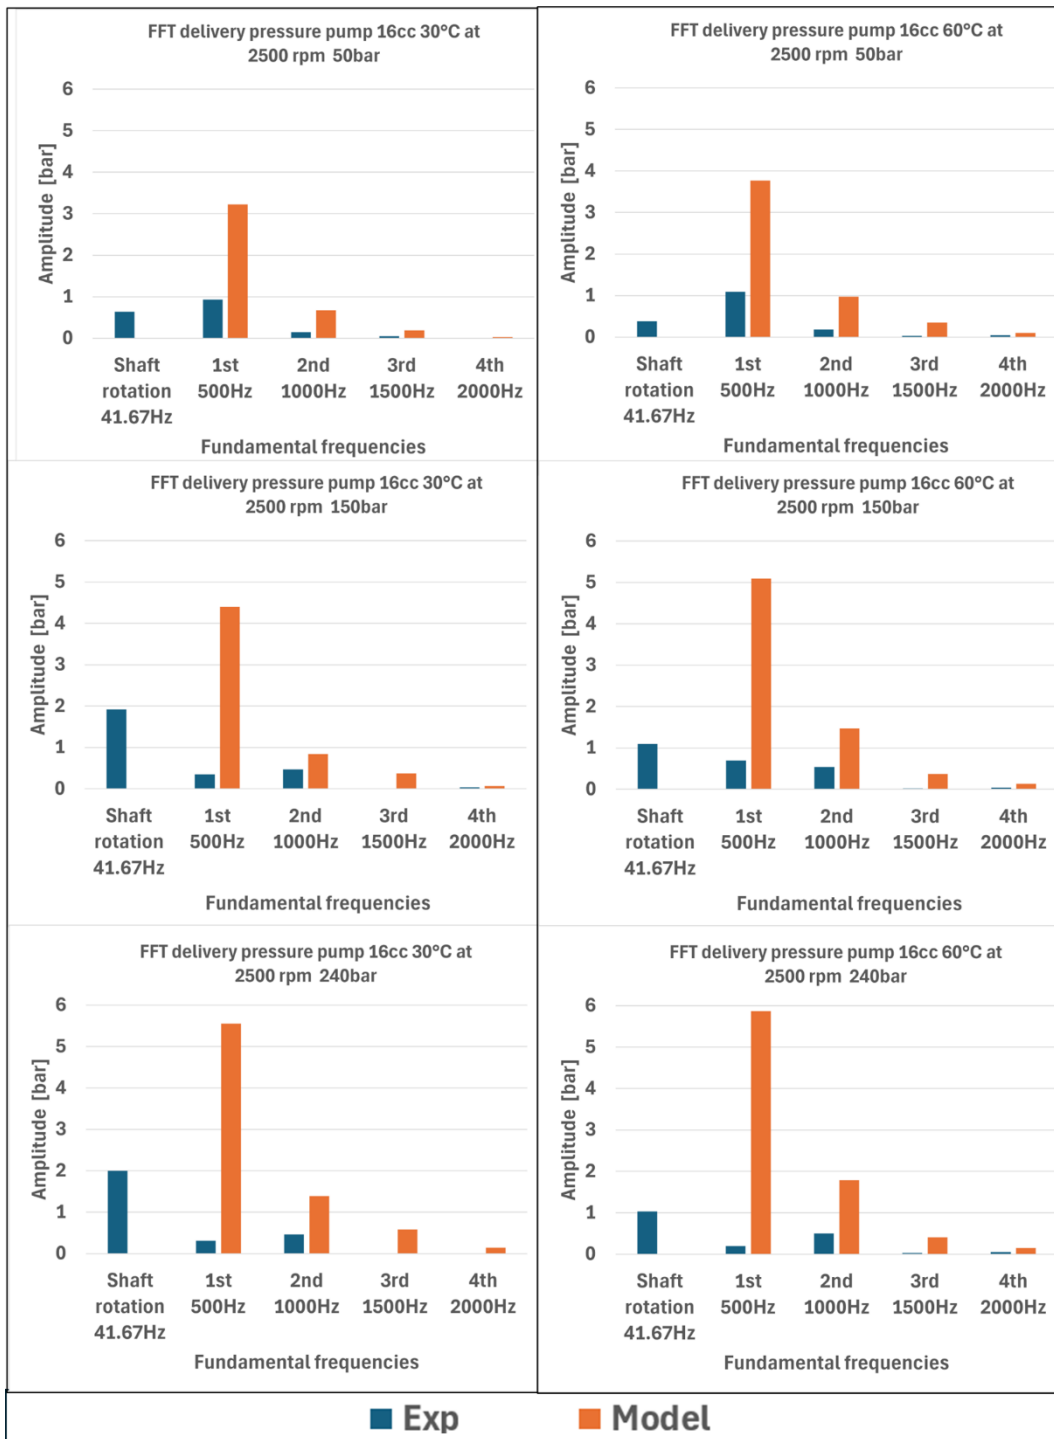 FFT delivery pressure pump 16cc 30°C at
2500 rpm 50bar
Amplitude [bar]
6
5
4
3
2
1
0
Shaft 1st 2nd 3rd 4th
rotation 500Hz 1000Hz 1500Hz 2000Hz
41.67Hz
Fundamental frequencies
FFT delivery pressure pump 16cc 60°C at
2500 rpm 50bar
Amplitude [bar]
6
5
4
3
2
1
0
Shaft 1st 2nd 3rd 4th
rotation 500Hz 1000Hz 1500Hz 2000Hz
41.67Hz
Fundamental frequencies
FFT delivery pressure pump 16cc 30°C at
2500 rpm 150bar
Amplitude [bar]
6
5
4
3
2
1
0
Shaft 1st 2nd 3rd 4th
rotation 500Hz 1000Hz 1500Hz 2000Hz
41.67Hz
Fundamental frequencies
FFT delivery pressure pump 16cc 60°C at
2500 rpm 150bar
Amplitude [bar]
6
5
4
3
2
1
0
Shaft 1st 2nd 3rd 4th
rotation 500Hz 1000Hz 1500Hz 2000Hz
41.67Hz
Fundamental frequencies
FFT delivery pressure pump 16cc 30°C at
2500 rpm 240bar
Amplitude [bar]
6
5
4
3
2
1
0
Shaft 1st 2nd 3rd 4th
rotation 500Hz 1000Hz 1500Hz 2000Hz
41.67Hz
Fundamental frequencies
FFT delivery pressure pump 16cc 60°C at
2500 rpm 240bar
Amplitude [bar]
6
5
4
3
2
1
0
Shaft 1st 2nd 3rd 4th
rotation 500Hz 1000Hz 1500Hz 2000Hz
41.67Hz
Fundamental frequencies
Exp Model